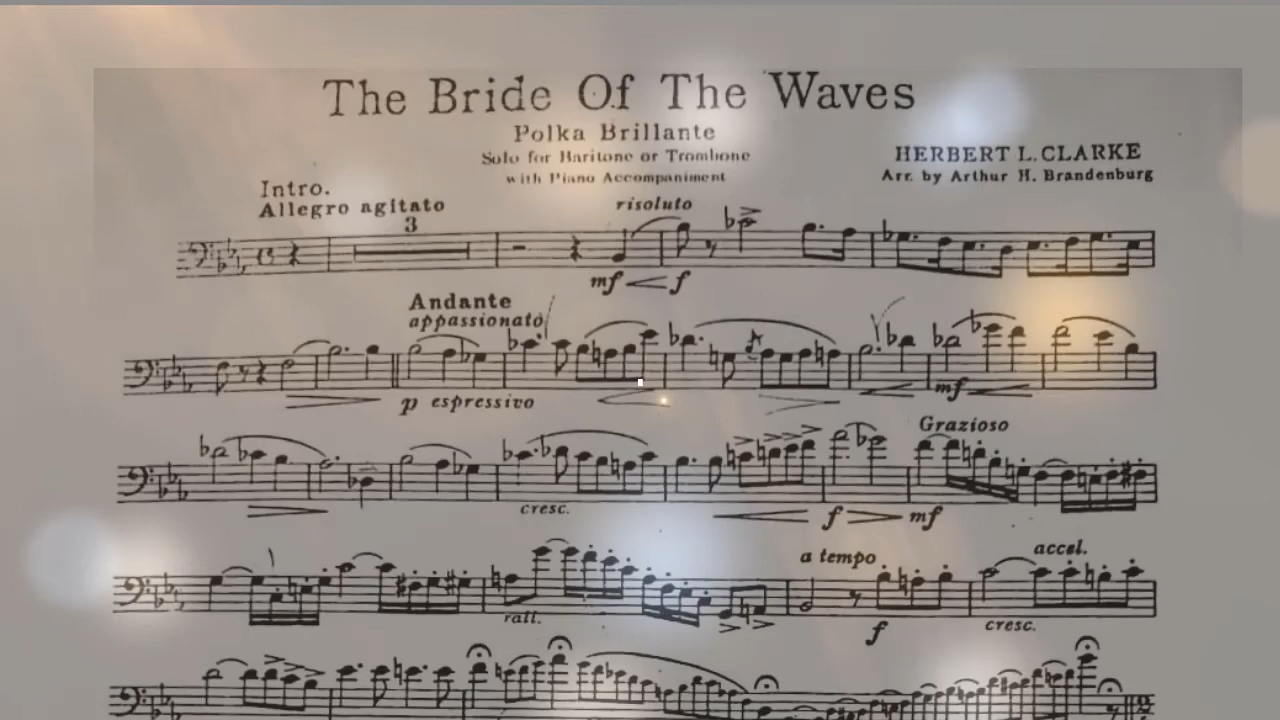 The Bride Of The Waves
Polka Brillante
Solo for Baritone or Trombone
with Piano Accompaniment
HERBERT L. CLARKE
Arr. by Arthur H. Brandenburg
Intro.
Allegro agitato
3
risoluto
mf f
Andante
appassionato
p espressivo
mf
Grazioso
cresc.
f mf
a tempo
accel.
rall.
f
cresc.